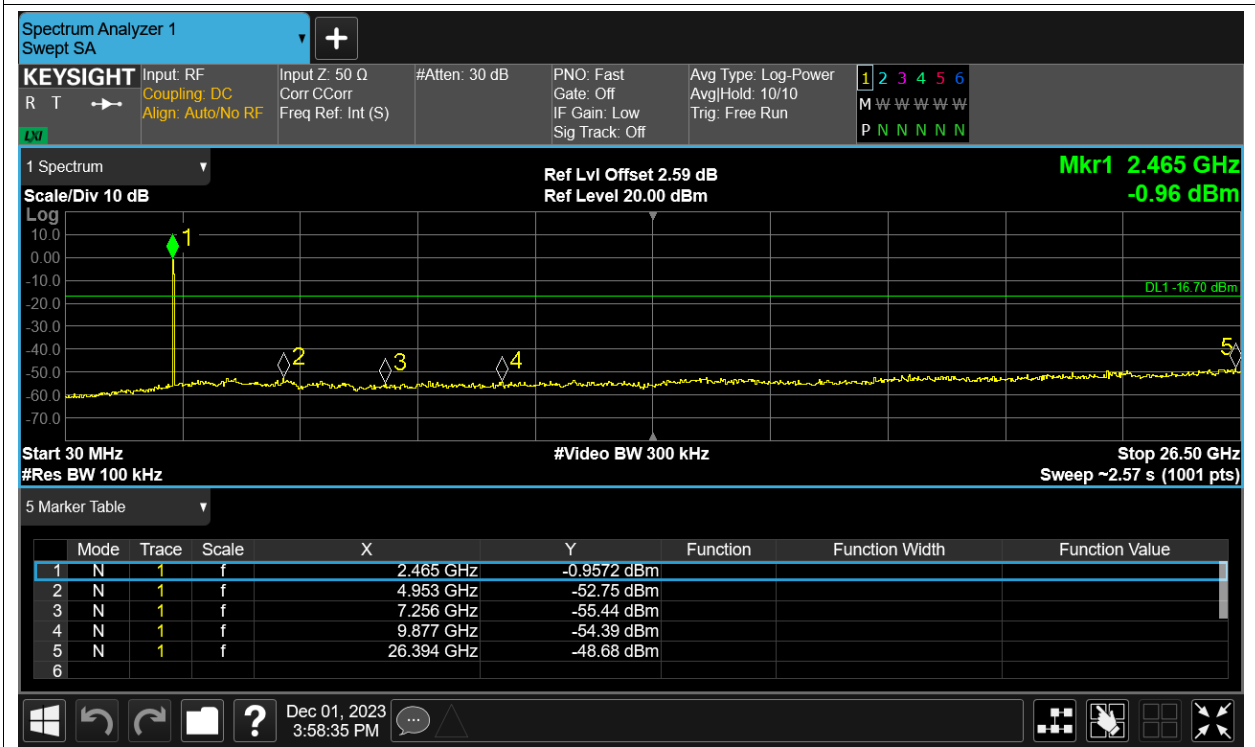 Spectrum Analyzer 1
Swept SA
+
KEYSIGHT Input: RF Input Z: 50 Ω #Atten: 30 dB PNO: Fast Avg Type: Log-Power 1 2 3 4 5 6
R T Coupling: DC Corr CCorr Gate: Off Avg|Hold: 10/10 M W W W W W
Align: Auto/No RF Freq Ref: Int (S) IF Gain: Low Trig: Free Run
LXI Sig Track: Off P N N N N N
1 Spectrum Ref Lvl Offset 2.59 dB Mkr1 2.465 GHz
Scale/Div 10 dB Ref Level 20.00 dBm -0.96 dBm
Log
10.0 1
0.00
-10.0
DL1 -16.70 dBm
-20.0
-30.0
-40.0 2 3 4 5
-50.0
-60.0
-70.0
Start 30 MHz #Video BW 300 kHz Stop 26.50 GHz
#Res BW 100 kHz Sweep ~2.57 s (1001 pts)
5 Marker Table
Mode Trace Scale X Y Function Function Width Function Value
1 N 1 f 2.465 GHz -0.9572 dBm
2 N 1 f 4.953 GHz -52.75 dBm
3 N 1 f 7.256 GHz -55.44 dBm
4 N 1 f 9.877 GHz -54.39 dBm
5 N 1 f 26.394 GHz -48.68 dBm
6
? Dec 01, 2023
3:58:35 PM